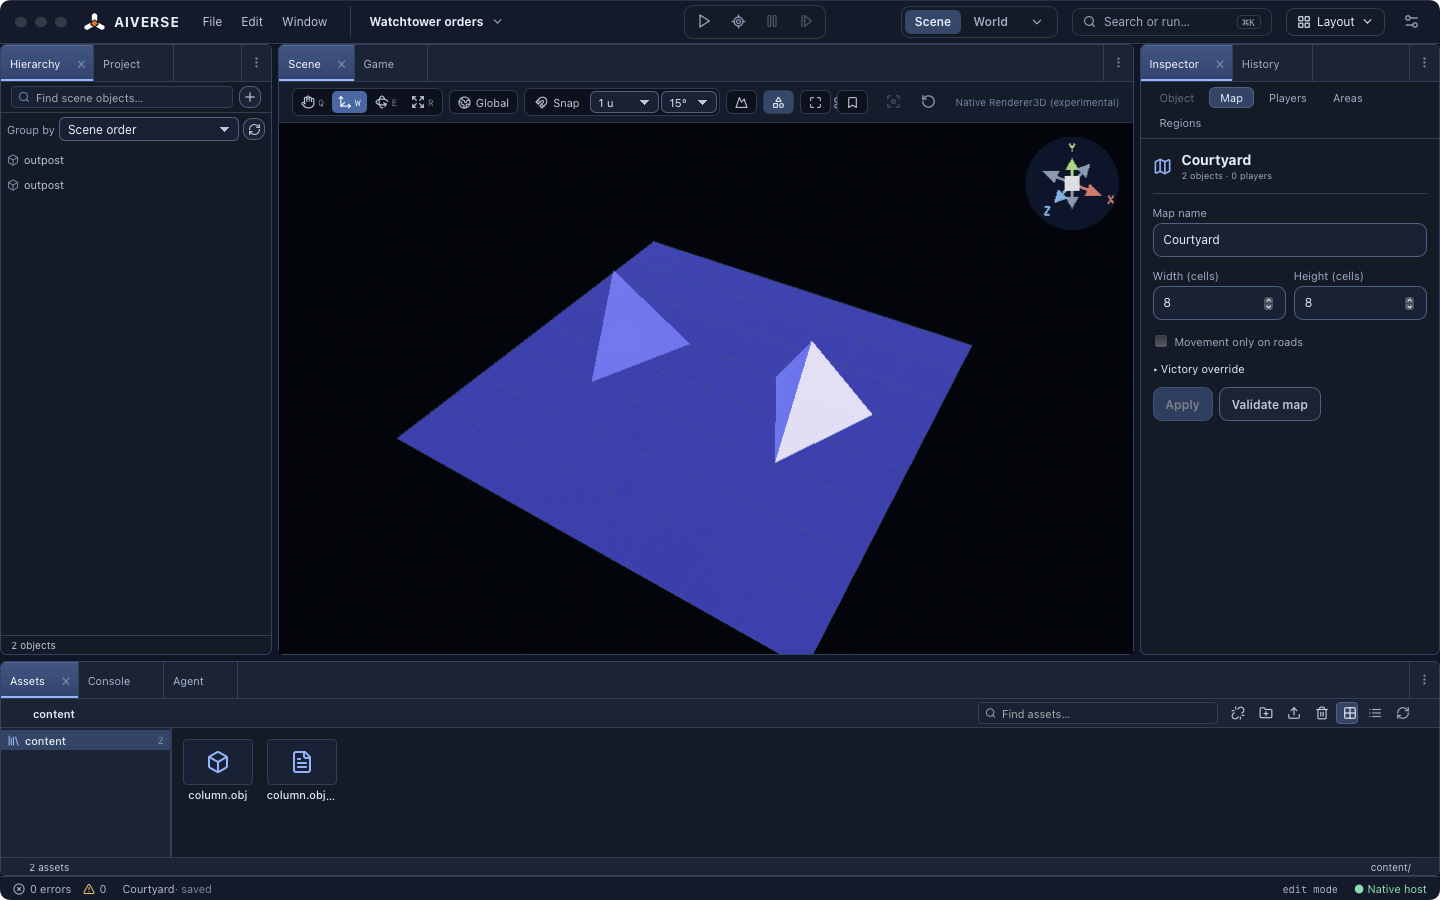 AIVERSE File Edit Window Watchtower orders Scene World Search or run... ⌘K Layout
Hierarchy Project
Find scene objects...
Group by Scene order
outpost
outpost
2 objects
Scene Game
Q W E R Global Snap 1 u 15° Native Renderer3D (experimental)
Y
X
Z
Inspector History
Object Map Players Areas
Regions
Courtyard
2 objects · 0 players
Map name
Courtyard
Width (cells) Height (cells)
8 8
Movement only on roads
Victory override
Apply Validate map
Assets Console Agent
content Find assets...
content 2
column.obj column.obj...
2 assets content/
0 errors 0 Courtyard · saved edit mode Native host